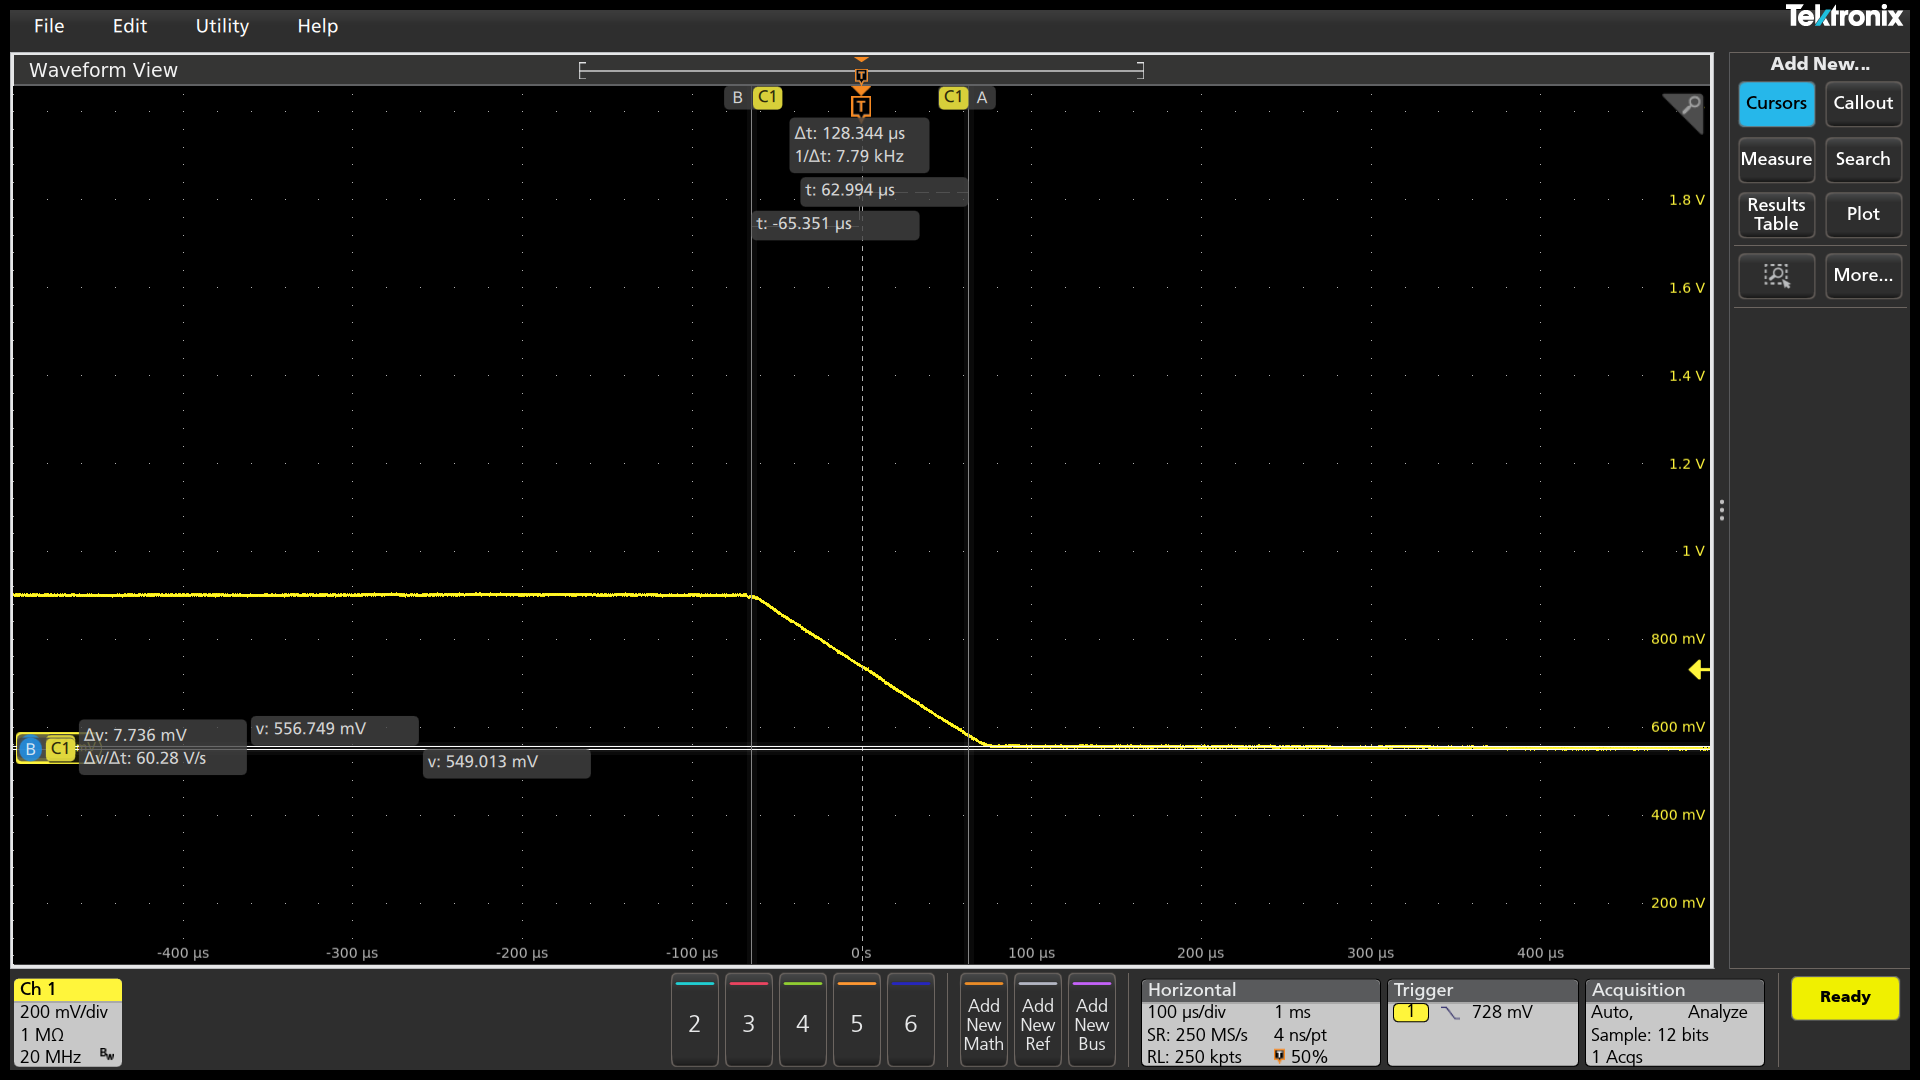 File Edit Utility Help
Tektronix
Waveform View
T
Add New...
B C1 T C1 A
Cursors Callout
Δt: 128.344 µs
1/Δt: 7.79 kHz
Measure Search
t: 62.994 µs
t: -65.351 µs
Results Table Plot
More...
1.8 V
1.6 V
1.4 V
1.2 V
1 V
800 mV
600 mV
400 mV
200 mV
B C1
Δv: 7.736 mV
Δv/Δt: 60.28 V/s
v: 556.749 mV
v: 549.013 mV
-400 µs -300 µs -200 µs -100 µs 0 s 100 µs 200 µs 300 µs 400 µs
Ch 1
200 mV/div
1 MΩ
20 MHz Bw
2 3 4 5 6
Add New Math
Add New Ref
Add New Bus
Horizontal
100 µs/div 1 ms
SR: 250 MS/s 4 ns/pt
RL: 250 kpts T 50%
Trigger
1 728 mV
Acquisition
Auto, Analyze
Sample: 12 bits
1 Acqs
Ready